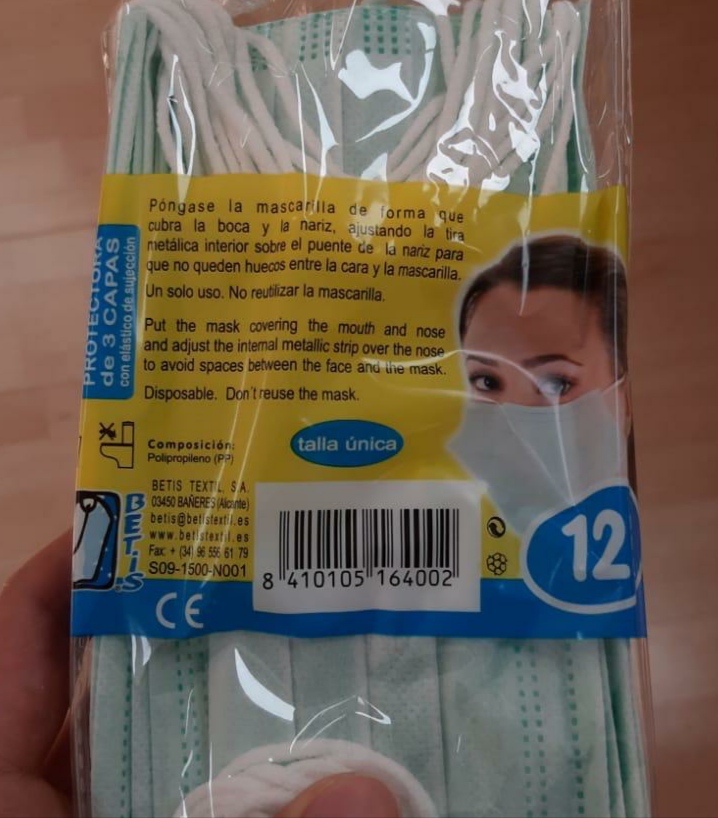 Póngase la mascarilla de forma que
cubra la boca y la nariz, ajustando la tira
metálica interior sobre el puente de la nariz para
que no queden huecos entre la cara y la mascarilla.
Un solo uso. No reutilizar la mascarilla.
Put the mask covering the mouth and nose
and adjust the internal metallic strip over the nose
to avoid spaces between the face and the mask.
Disposable. Don´t reuse the mask.
PROTECTORA
de 3 CAPAS
con elástico de sujección
Composición:
Polipropileno (PP)
talla única
BETIS TEXTIL, S.A.
03450 BAÑERES (Alicante)
betis@betistextil.es
www.betistextil.es
Fax: + (34) 96 556 61 79
S09-1500-N001
BETIS
8 410105 164002
12
CE